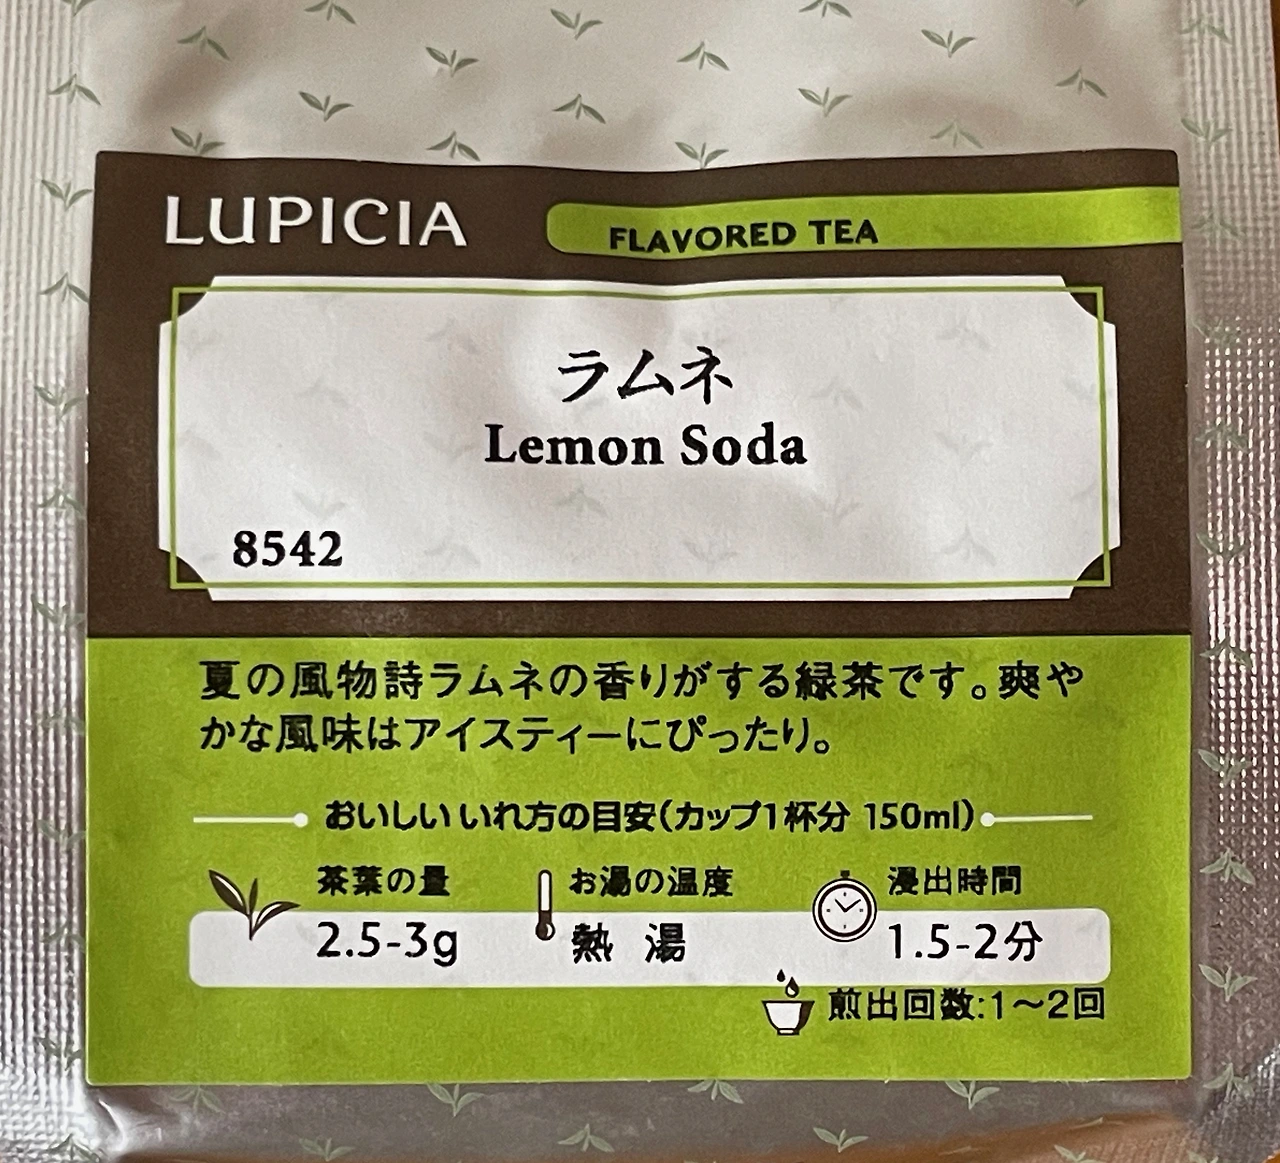 LUPICIA
FLAVORED TEA
ラムネ
Lemon Soda
8542
夏の風物詩ラムネの香りがする緑茶です。爽や
かな風味はアイスティーにぴったり。
おいしいいれ方の目安(カップ1杯分 150ml)
茶葉の量 お湯の温度 浸出時間
2.5-3g 熱湯 1.5-2分
煎出回数:1〜2回